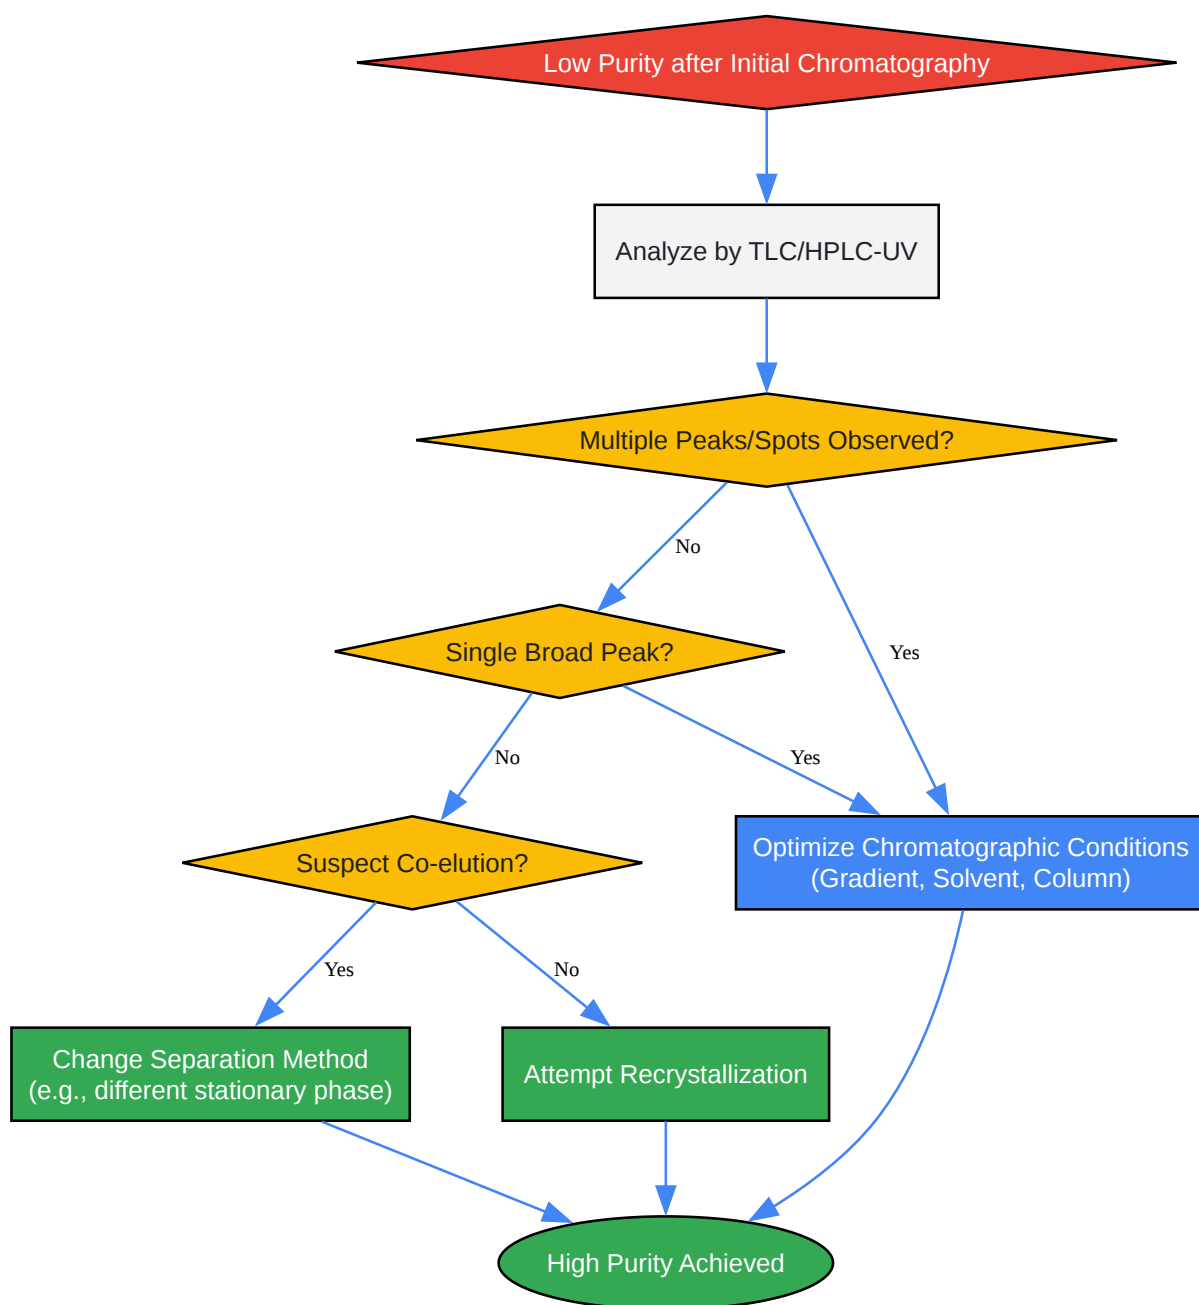 Low Purity after Initial Chromatography
Analyze by TLC/HPLC-UV
Multiple Peaks/Spots Observed?
No
Single Broad Peak?
Yes
No
Yes
Optimize Chromatographic Conditions
(Gradient, Solvent, Column)
Suspect Co-elution?
Yes
No
Change Separation Method
(e.g., different stationary phase)
Attempt Recrystallization
High Purity Achieved